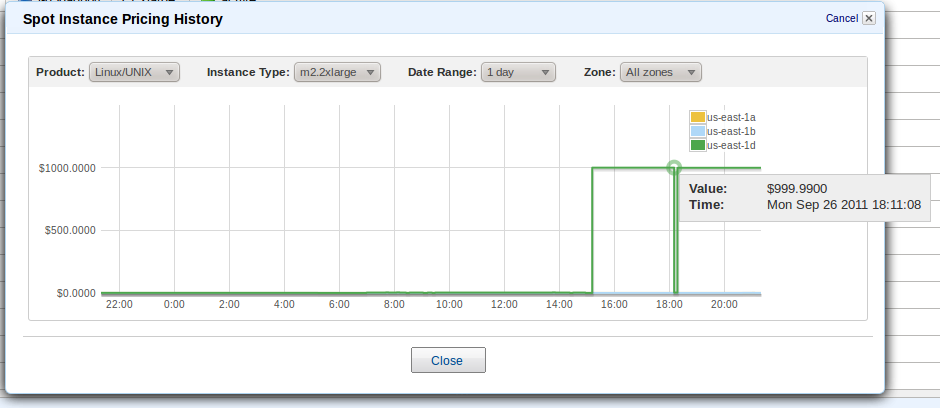 Spot Instance Pricing History
Cancel
Product: Linux/UNIX Instance Type: m2.2xlarge Date Range: 1 day Zone: All zones
us-east-1a
us-east-1b
us-east-1d
$1000.0000
$500.0000
$0.0000
Value: $999.9900
Time: Mon Sep 26 2011 18:11:08
22:00 0:00 2:00 4:00 6:00 8:00 10:00 12:00 14:00 16:00 18:00 20:00
Close